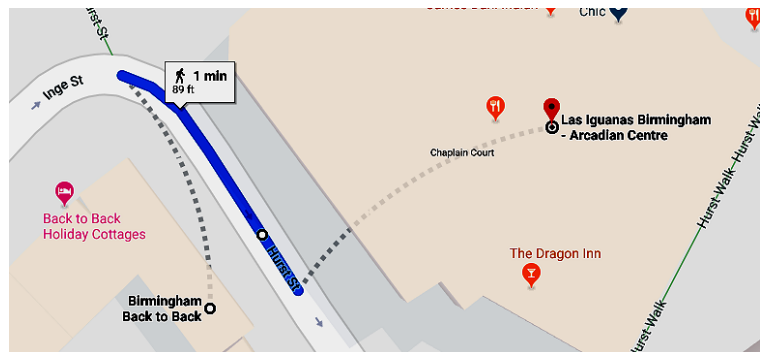 Chic
Hurst-St
Inge St
1 min
89 ft
Las Iguanas Birmingham
- Arcadian Centre
Chaplain Court
Hurst-Walk
Hurst-Walk
Back to Back
Holiday Cottages
The Dragon Inn
Hurst St
Birmingham
Back to Back
Hurst-Walk